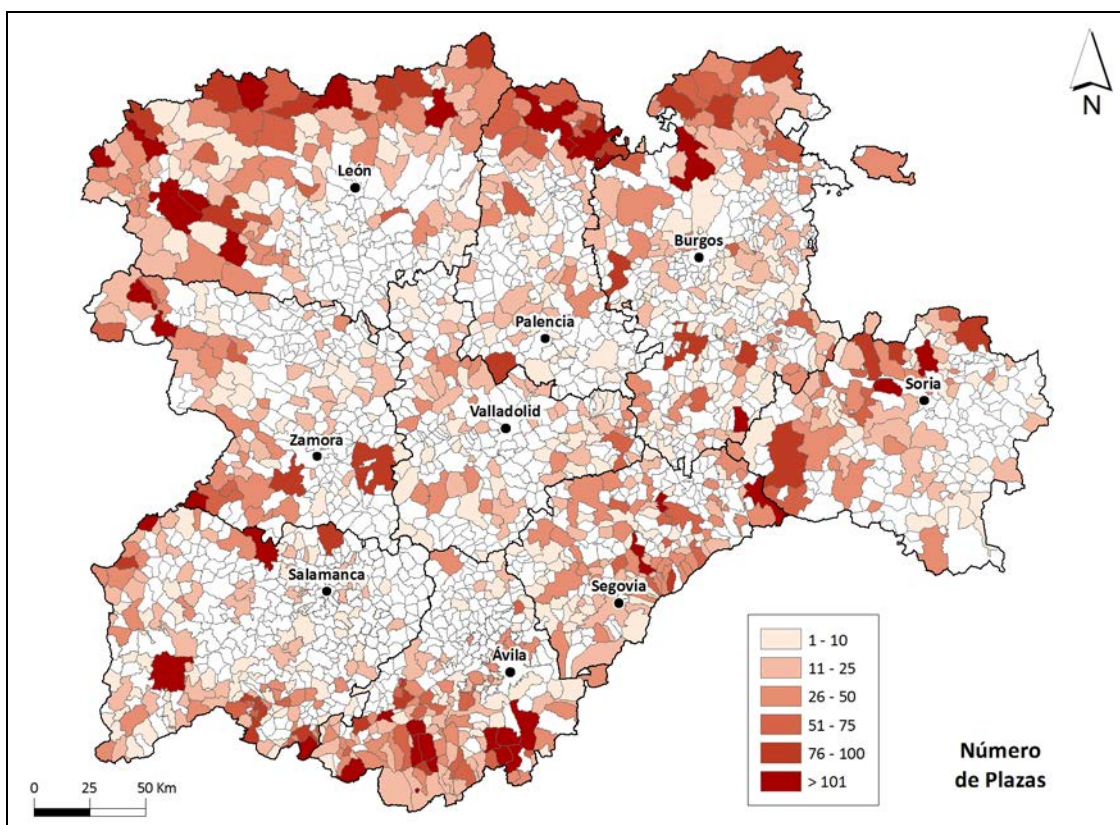 N
León
Burgos
Palencia
Soria
Valladolid
Zamora
Salamanca
Segovia
Ávila
1 - 10
11 - 25
26 - 50
51 - 75
76 - 100
> 101
Número
de Plazas
0 25 50 Km